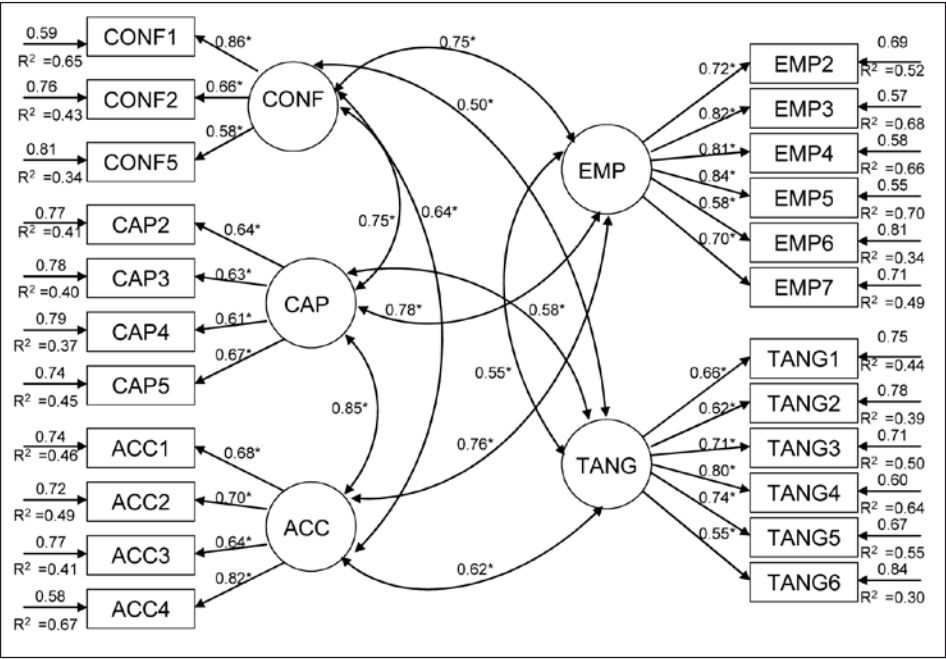 0.59
CONF1
R² =0.65
0.86*
0.76
CONF2
R² =0.43
0.66*
0.81
CONF5
R² =0.34
0.58*
CONF
0.77
CAP2
R² =0.41
0.64*
0.78
CAP3
R² =0.40
0.63*
0.79
CAP4
R² =0.37
0.61*
0.74
CAP5
R² =0.45
0.67*
CAP
0.74
ACC1
R² =0.46
0.68*
0.72
ACC2
R² =0.49
0.70*
0.77
ACC3
R² =0.41
0.64*
0.58
ACC4
R² =0.67
0.82*
ACC
0.75*
0.50*
0.75*
0.64*
0.78*
0.58*
0.55*
0.85*
0.76*
0.62*
EMP
0.72*
EMP2
0.69
R² =0.52
0.82*
EMP3
0.57
R² =0.68
0.81*
EMP4
0.58
R² =0.66
0.84*
EMP5
0.55
R² =0.70
0.58*
EMP6
0.81
R² =0.34
0.70*
EMP7
0.71
R² =0.49
TANG
0.66*
TANG1
0.75
R² =0.44
0.62*
TANG2
0.78
R² =0.39
0.71*
TANG3
0.71
R² =0.50
0.80*
TANG4
0.60
R² =0.64
0.74*
TANG5
0.67
R² =0.55
0.55*
TANG6
0.84
R² =0.30